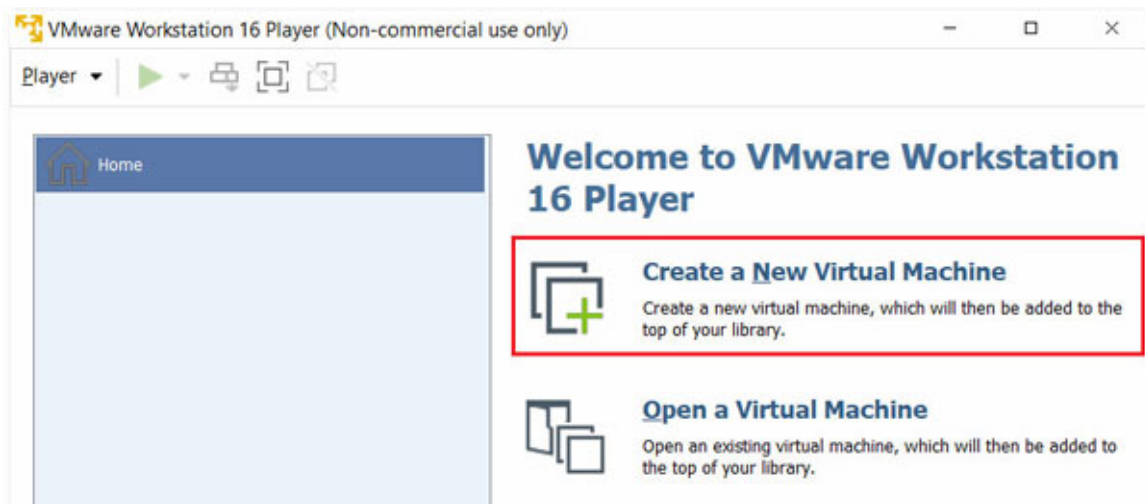 VMware Workstation 16 Player (Non-commercial use only)
Player
Home
Welcome to VMware Workstation
16 Player
Create a New Virtual Machine
Create a new virtual machine, which will then be added to the
top of your library.
Open a Virtual Machine
Open an existing virtual machine, which will then be added to
the top of your library.